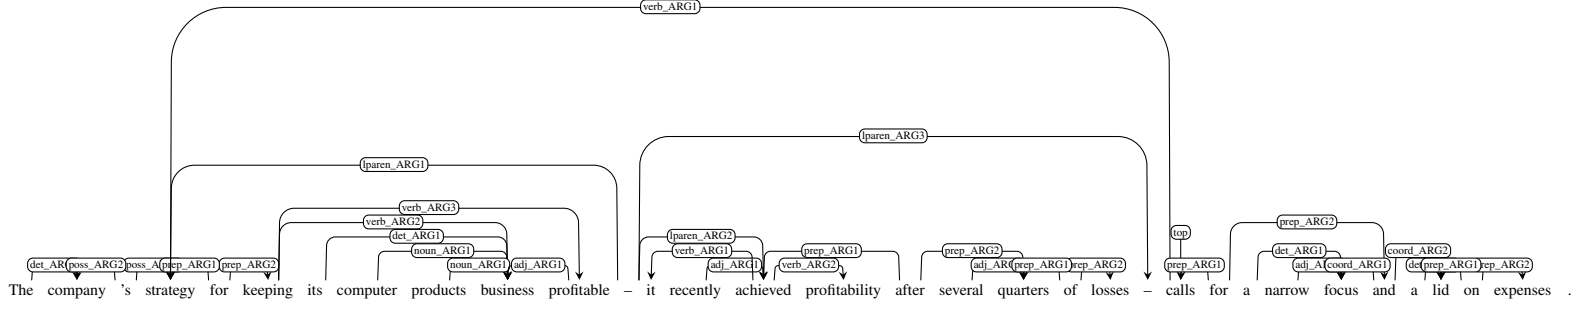 verb_ARG1
lparen_ARG3
lparen_ARG1
verb_ARG3
verb_ARG2 prep_ARG2
det_ARG1 lparen_ARG2 top
noun_ARG1 verb_ARG1 prep_ARG1 prep_ARG2 det_ARG1 coord_ARG2
poss_ARG2 prep_ARG1 prep_ARG2 noun_ARG1 adj_ARG1 adj_ARG1 verb_ARG2 prep_ARG1 prep_ARG1 coord_ARG1 prep_ARG1
The company 's strategy for keeping its computer products business profitable – it recently achieved profitability after several quarters of losses – calls for a narrow focus and a lid on expenses .